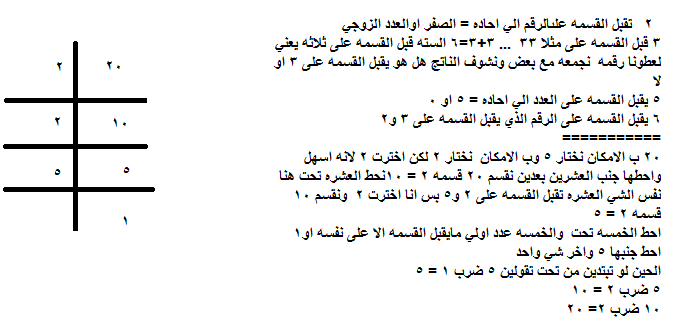 ٢ تقبل القسمه علىالرقم الي احاده = الصفر اوالعدد الزوجي
٣ قبل القسمه على مثلا ٣٣ ... ٣+٣=٦ السته قبل القسمه على ثلاثه يعني
لعطونا رقمه نجمعه مع بعض ونشوف الناتج هل هو يقبل القسمه على ٣ او
لا
٥ يقبل القسمه على العدد الي احاده = ٥ او ٠
٦ يقبل القسمه على الرقم الذي يقبل القسمه على ٣ و٢
===========
٢٠ ب الامكان نختار ٥ وب الامكان نختار ٢ لكن اخترت ٢ لانه اسهل
واحطها جنب العشرين بعدين نقسم ٢٠ قسمه ٢ = ١٠نحط العشره تحت هنا
نفس الشي العشره تقبل القسمه على ٢ و٥ بس انا اخترت ٢ ونقسم ١٠
قسمه ٢ = ٥
احط الخمسه تحت والخمسه عدد اولي مايقبل القسمه الا على نفسه او١
احط جنبها ٥ واخر شي واحد
الحين لو تبتدين من تحت تقولين ٥ ضرب ١ = ٥
٥ ضرب ٢ = ١٠
١٠ ضرب ٢= ٢٠
٢٠ ٢
١٠ ٢
٥ ٥
١